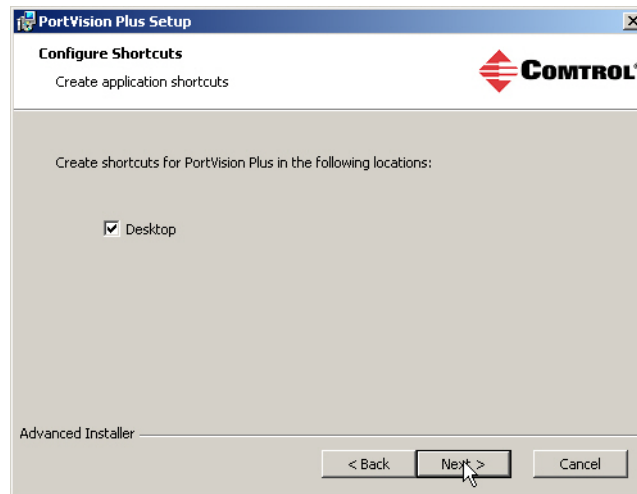 PortVision Plus Setup
Configure Shortcuts
Create application shortcuts
COMTROL
Create shortcuts for PortVision Plus in the following locations:
Desktop
Advanced Installer
< Back
Next >
Cancel